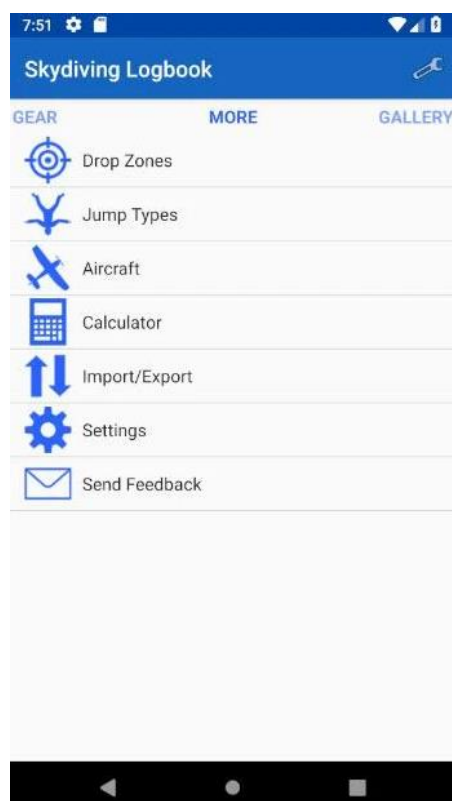 7:51
Skydiving Logbook
GEAR MORE GALLERY
Drop Zones
Jump Types
Aircraft
Calculator
Import/Export
Settings
Send Feedback